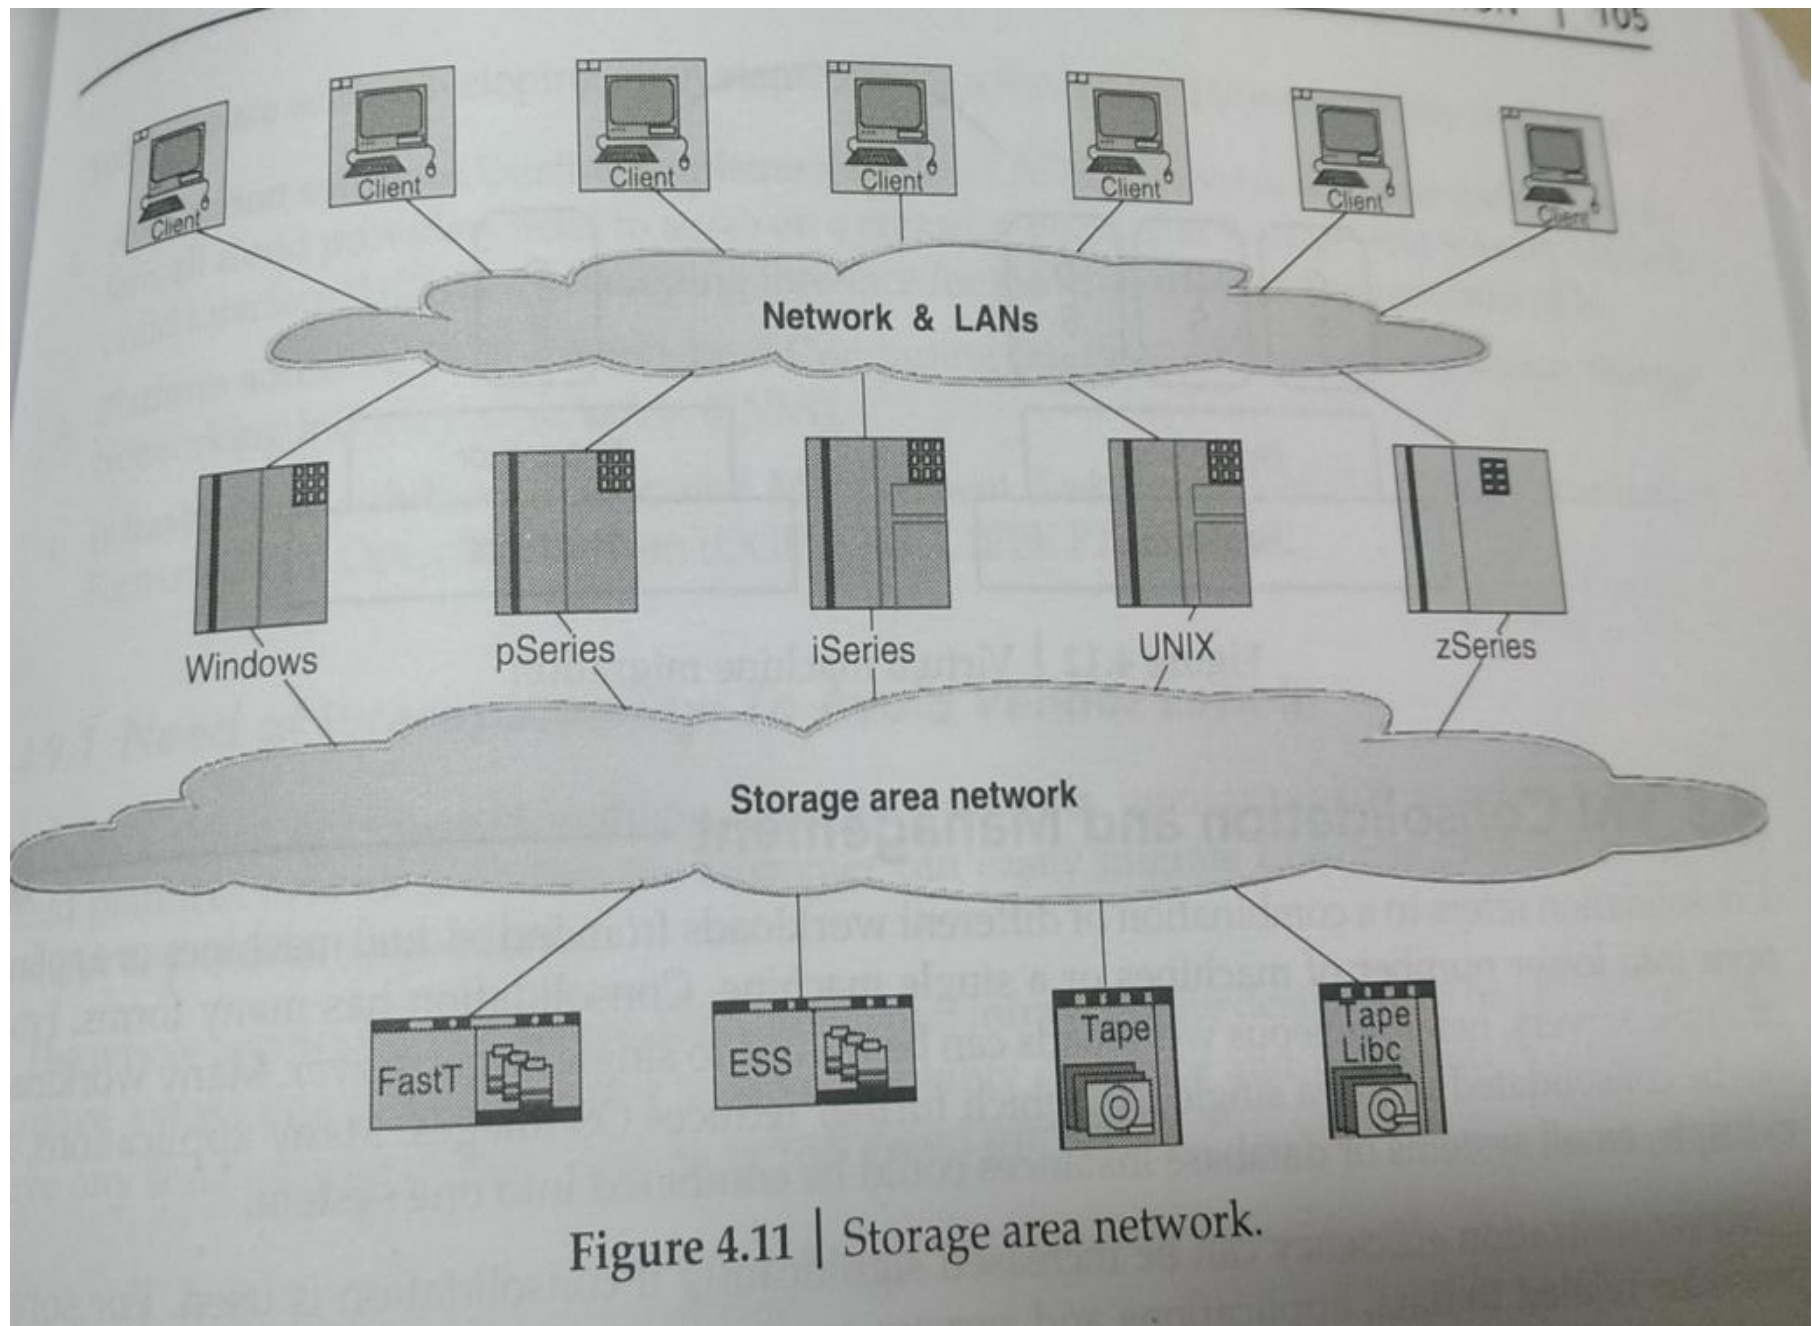 105
Client
Client
Client
Client
Client
Client
Client
Network & LANs
Windows
pSeries
iSeries
UNIX
zSeries
Storage area network
FastT
ESS
Tape
Tape
Libc
Figure 4.11 | Storage area network.